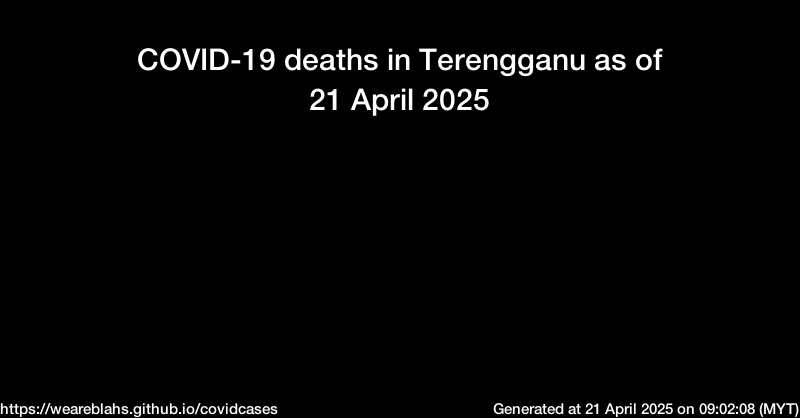 COVID-19 deaths in Terengganu as of
21 April 2025
https://weareblahs.github.io/covidcases
Generated at 21 April 2025 on 09:02:08 (MYT)